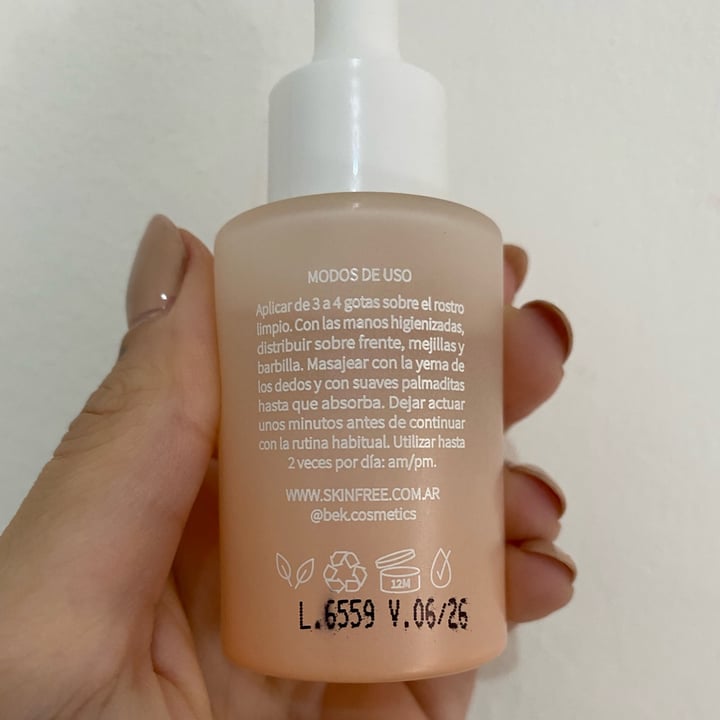 MODOS DE USO
Aplicar de 3 a 4 gotas sobre el rostro
limpio. Con las manos higienizadas,
distribuir sobre frente, mejillas y
barbilla. Masajear con la yema de
los dedos y con suaves palmaditas
hasta que absorba. Dejar actuar
unos minutos antes de continuar
con la rutina habitual. Utilizar hasta
2 veces por día: am/pm.
WWW.SKINFREE.COM.AR
@bek.cosmetics
12M
L.6559 V.06/26